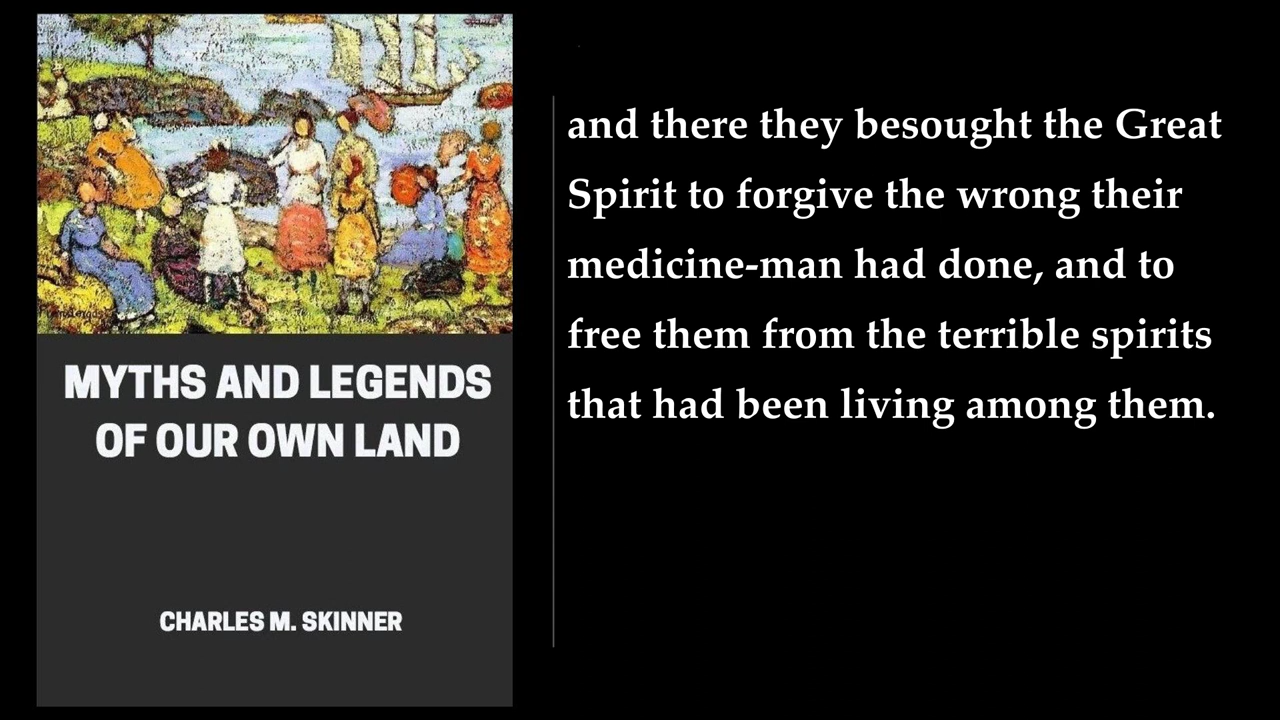 MYTHS AND LEGENDS
OF OUR OWN LAND
CHARLES M. SKINNER
and there they besought the Great
Spirit to forgive the wrong their
medicine-man had done, and to
free them from the terrible spirits
that had been living among them.